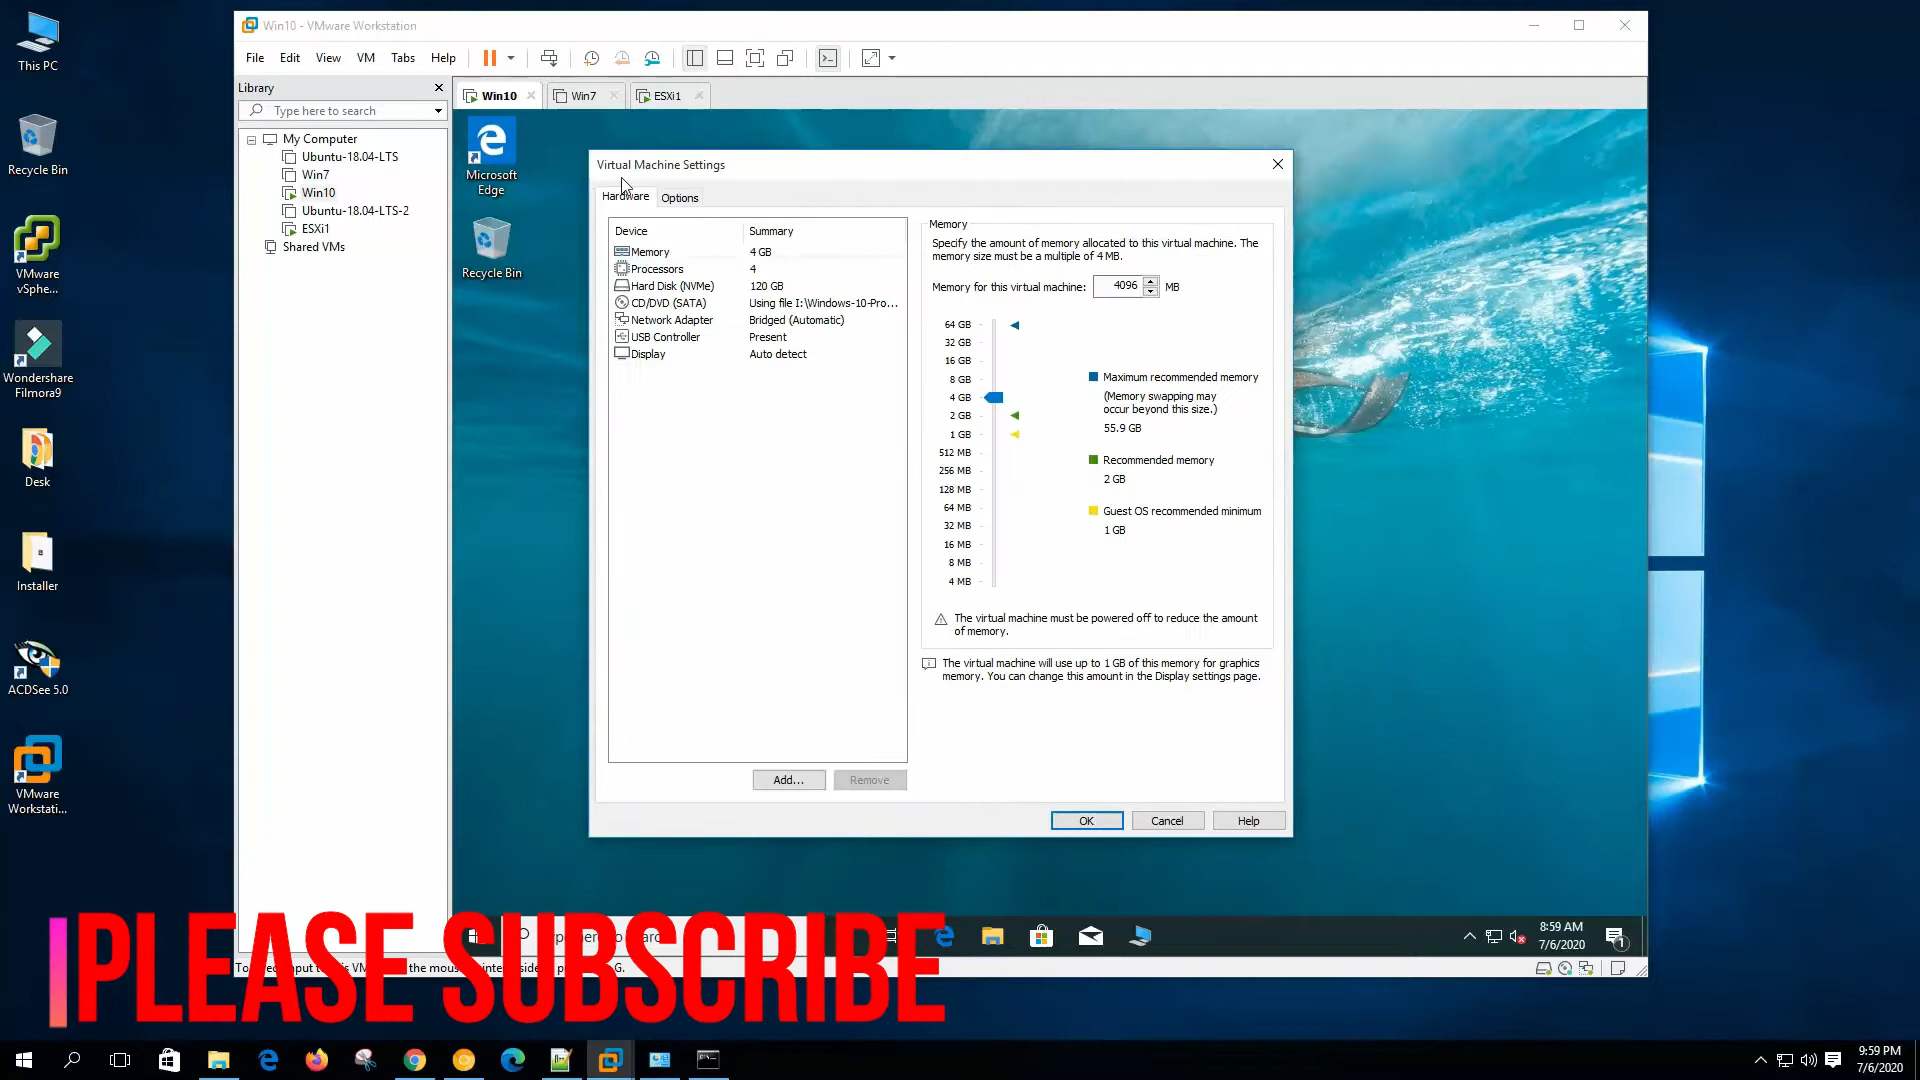 This PC
Recycle Bin
VMware
vSphe...
Wondershare
Filmora9
Desk
Installer
ACDSee 5.0
VMware
Workstati...
Win10 - VMware Workstation
File Edit View VM Tabs Help
Library
Type here to search
My Computer
Ubuntu-18.04-LTS
Win7
Win10
Ubuntu-18.04-LTS-2
ESXi1
Shared VMs
Win10 Win7 ESXi1
Microsoft
Edge
Recycle Bin
Virtual Machine Settings
Hardware Options
Device Summary
Memory 4 GB
Processors 4
Hard Disk (NVMe) 120 GB
CD/DVD (SATA) Using file I:\Windows-10-Pro...
Network Adapter Bridged (Automatic)
USB Controller Present
Display Auto detect
Add... Remove
Memory
Specify the amount of memory allocated to this virtual machine. The
memory size must be a multiple of 4 MB.
Memory for this virtual machine: 4096 MB
64 GB
32 GB
16 GB
8 GB
4 GB
2 GB
1 GB
512 MB
256 MB
128 MB
64 MB
32 MB
16 MB
8 MB
4 MB
Maximum recommended memory
(Memory swapping may
occur beyond this size.)
55.9 GB
Recommended memory
2 GB
Guest OS recommended minimum
1 GB
The virtual machine must be powered off to reduce the amount
of memory.
The virtual machine will use up to 1 GB of this memory for graphics
memory. You can change this amount in the Display settings page.
OK Cancel Help
8:59 AM
7/6/2020
1
PLEASE SUBSCRIBE
9:59 PM
7/6/2020